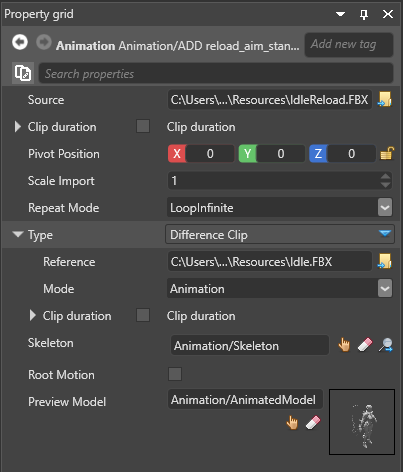 Property grid
Animation Animation/ADD reload_aim_stan... Add new tag
Search properties
Source C:\Users\...\Resources\IdleReload.FBX
Clip duration Clip duration
Pivot Position X 0 Y 0 Z 0
Scale Import 1
Repeat Mode LoopInfinite
Type Difference Clip
Reference C:\Users\...\Resources\Idle.FBX
Mode Animation
Clip duration Clip duration
Skeleton Animation/Skeleton
Root Motion
Preview Model Animation/AnimatedModel